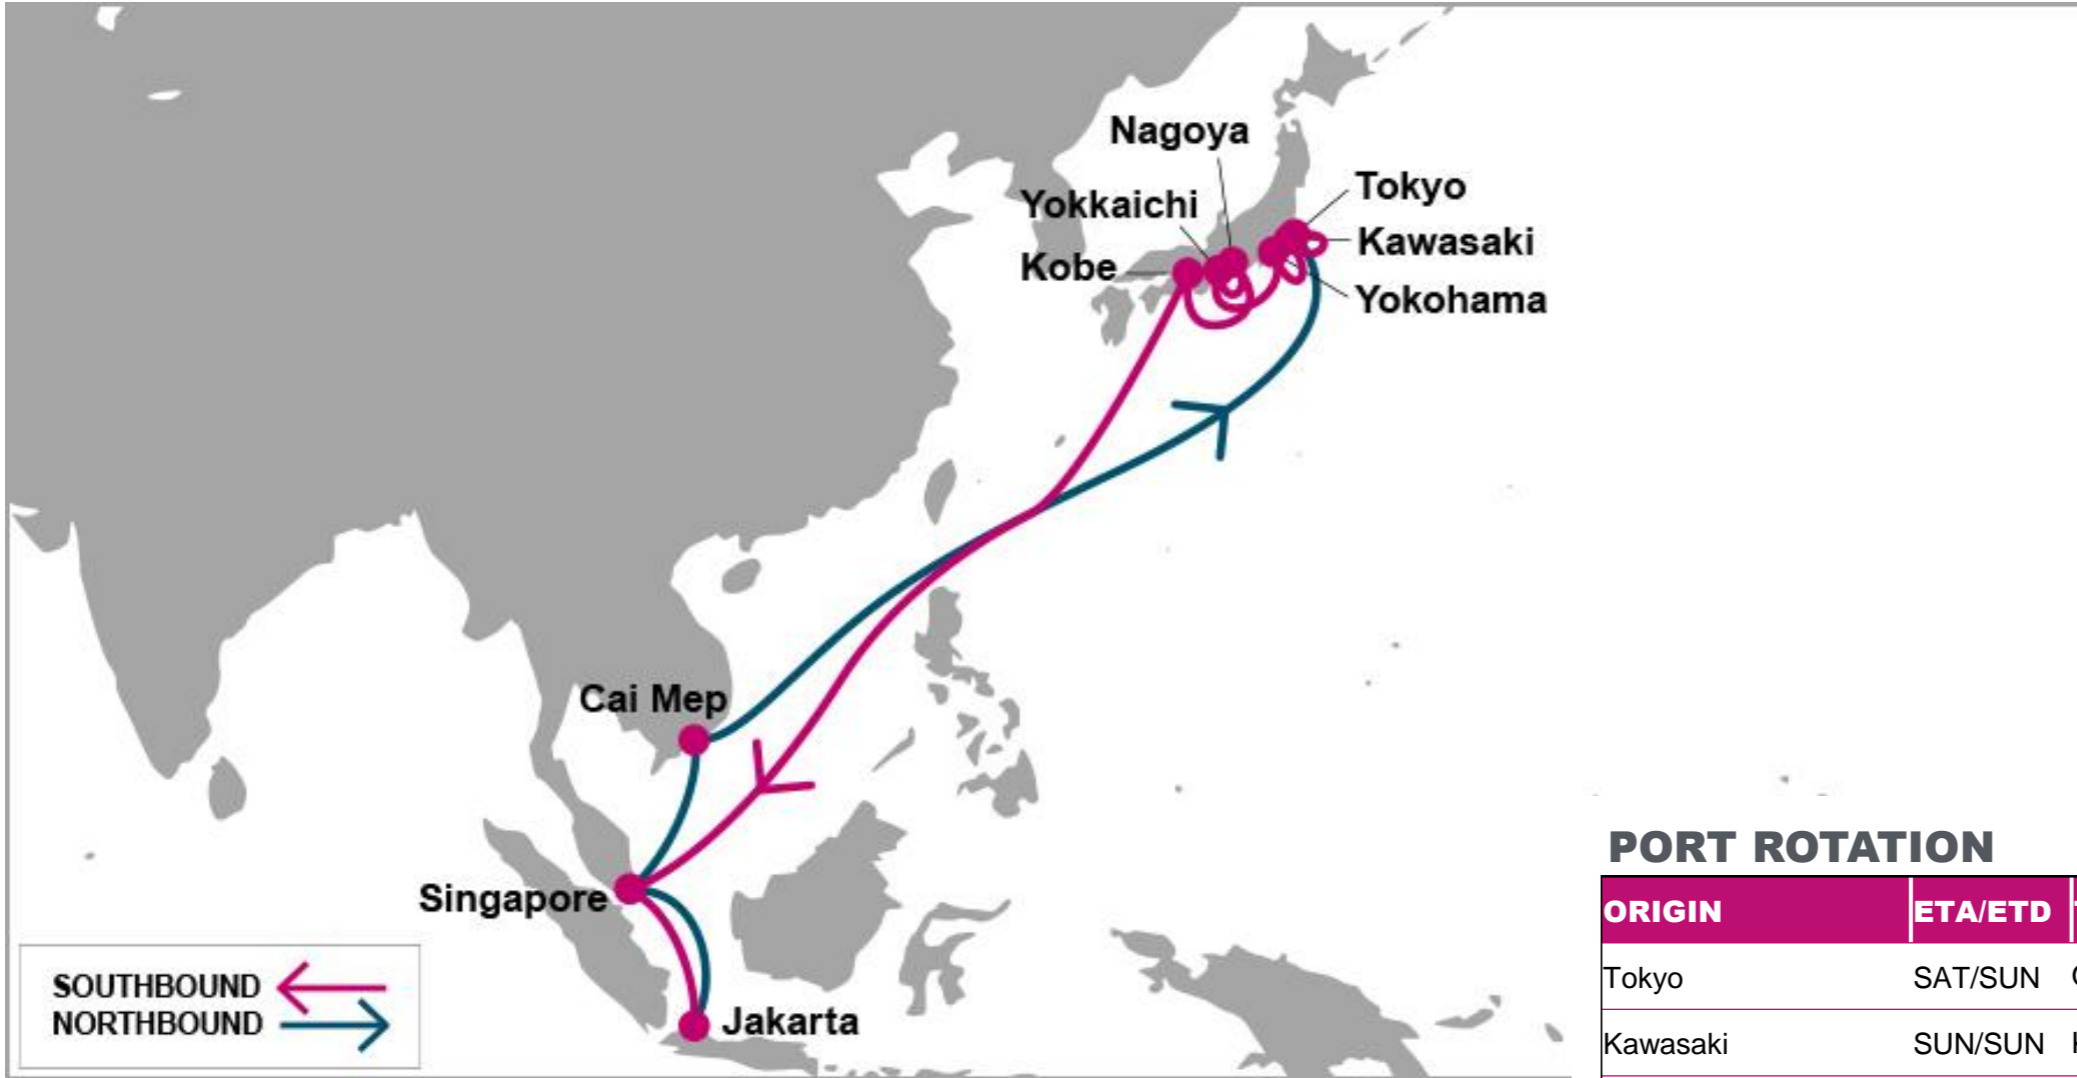 Nagoya
Tokyo
Yokkaichi
Kawasaki
Kobe
Yokohama
Cai Mep
Singapore
Jakarta
SOUTHBOUND
NORTHBOUND
PORT ROTATION
ORIGIN ETA/ETD
Tokyo SAT/SUN
Kawasaki SUN/SUN